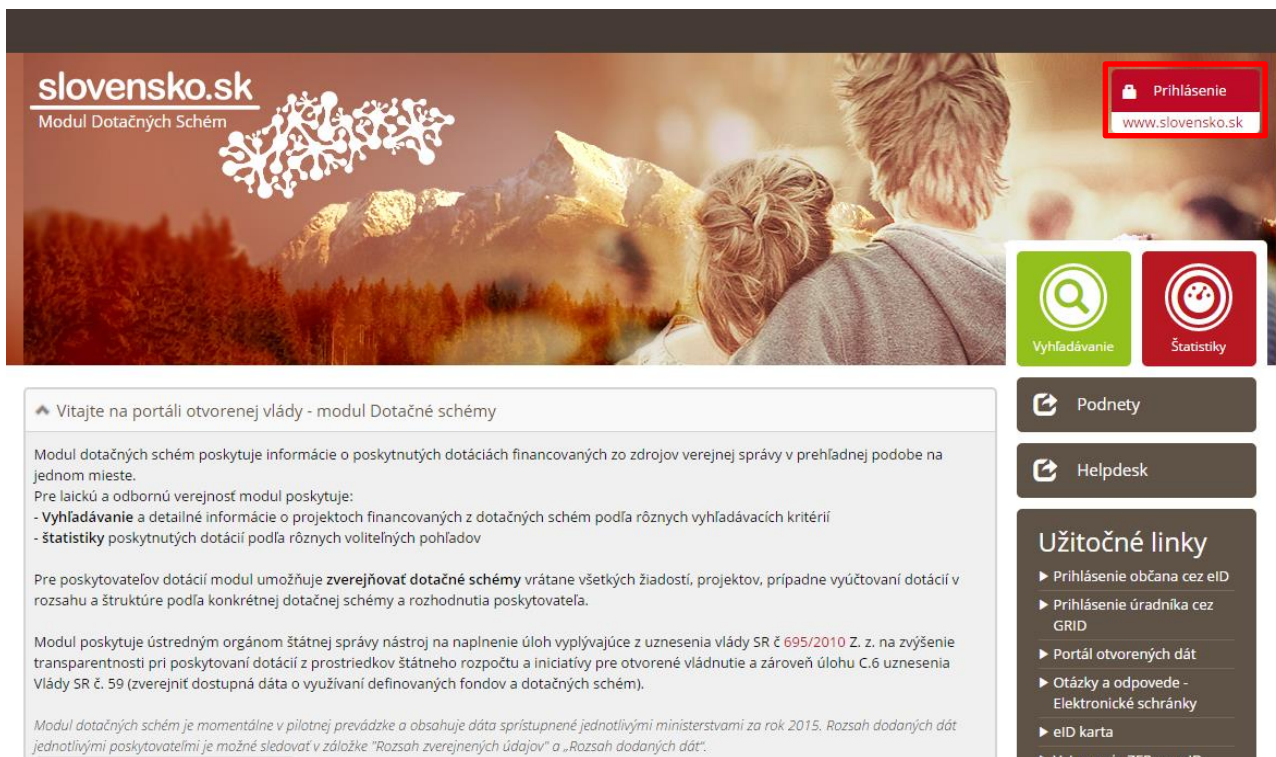 slovensko.sk
Modul Dotačných Schém
Prihlásenie
www.slovensko.sk
Vyhľadávanie
Štatistiky
Vitajte na portáli otvorenej vlády - modul Dotačné schémy
Modul dotačných schém poskytuje informácie o poskytnutých dotáciách financovaných zo zdrojov verejnej správy v prehľadnej podobe na
jednom mieste.
Pre laickú a odbornú verejnosť modul poskytuje:
- Vyhľadávanie a detailné informácie o projektoch financovaných z dotačných schém podľa rôznych vyhľadávacích kritérií
- štatistiky poskytnutých dotácií podľa rôznych voliteľných pohľadov
Pre poskytovateľov dotácií modul umožňuje zverejňovať dotačné schémy vrátane všetkých žiadostí, projektov, prípadne vyúčtovaní dotácií v
rozsahu a štruktúre podľa konkrétnej dotačnej schémy a rozhodnutia poskytovateľa.
Modul poskytuje ústredným orgánom štátnej správy nástroj na naplnenie úloh vyplývajúce z uznesenia vlády SR č 695/2010 Z. z. na zvýšenie
transparentnosti pri poskytovaní dotácií z prostriedkov štátneho rozpočtu a iniciatívy pre otvorené vládnutie a zároveň úlohu C.6 uznesenia
Vlády SR č. 59 (zverejniť dostupná dáta o využívaní definovaných fondov a dotačných schém).
Modul dotačných schém je momentálne v pilotnej prevádzke a obsahuje dáta sprístupnené jednotlivými ministerstvami za rok 2015. Rozsah dodaných dát
jednotlivými poskytovateľmi je možné sledovať v záložke "Rozsah zverejnených údajov" a „Rozsah dodaných dát".
Podnety
Helpdesk
Užitočné linky
Prihlásenie občana cez eID
Prihlásenie úradníka cez
GRID
Portál otvorených dát
Otázky a odpovede -
Elektronické schránky
eID karta